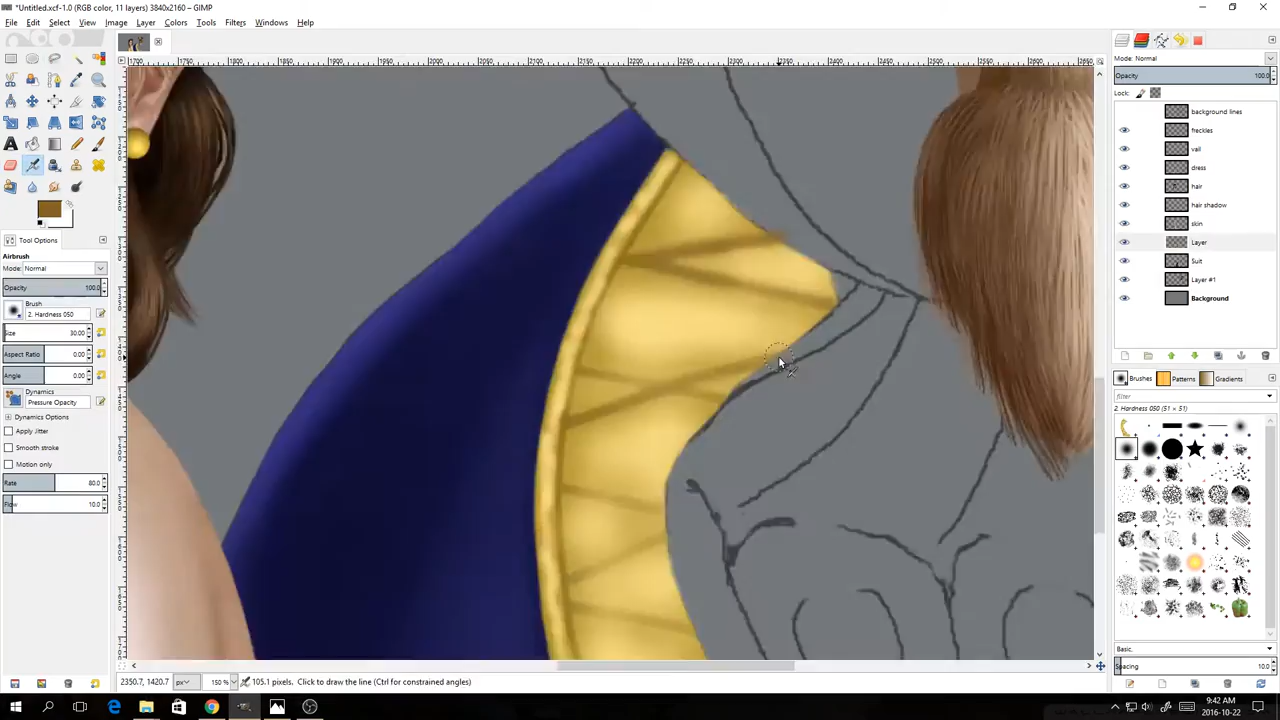 *Untitled.xcf-1.0 (RGB color, 11 layers) 3840x2160 – GIMP
File Edit Select View Image Layer Colors Tools Filters Windows Help
Mode: Normal
Opacity 100.0
Lock:
background lines
freckles
vail
dress
hair
hair shadow
skin
Layer
Suit
Layer #1
Background
Tool Options
Airbrush
Mode: Normal
Opacity 100.0
Brush
2. Hardness 050
Size 30.00
Aspect Ratio 0.00
Angle 0.00
Dynamics
Pressure Opacity
Dynamics Options
Apply Jitter
Smooth stroke
Motion only
Rate 80.0
Flow 10.0
Brushes Patterns Gradients
filter
2. Hardness 050 (51 × 51)
Basic,
Spacing 10.0
2350.7, 1420.7 px 150 % 105.1 pixels. Click to draw the line (Ctrl for constrained angles)
9:42 AM
2016-10-22